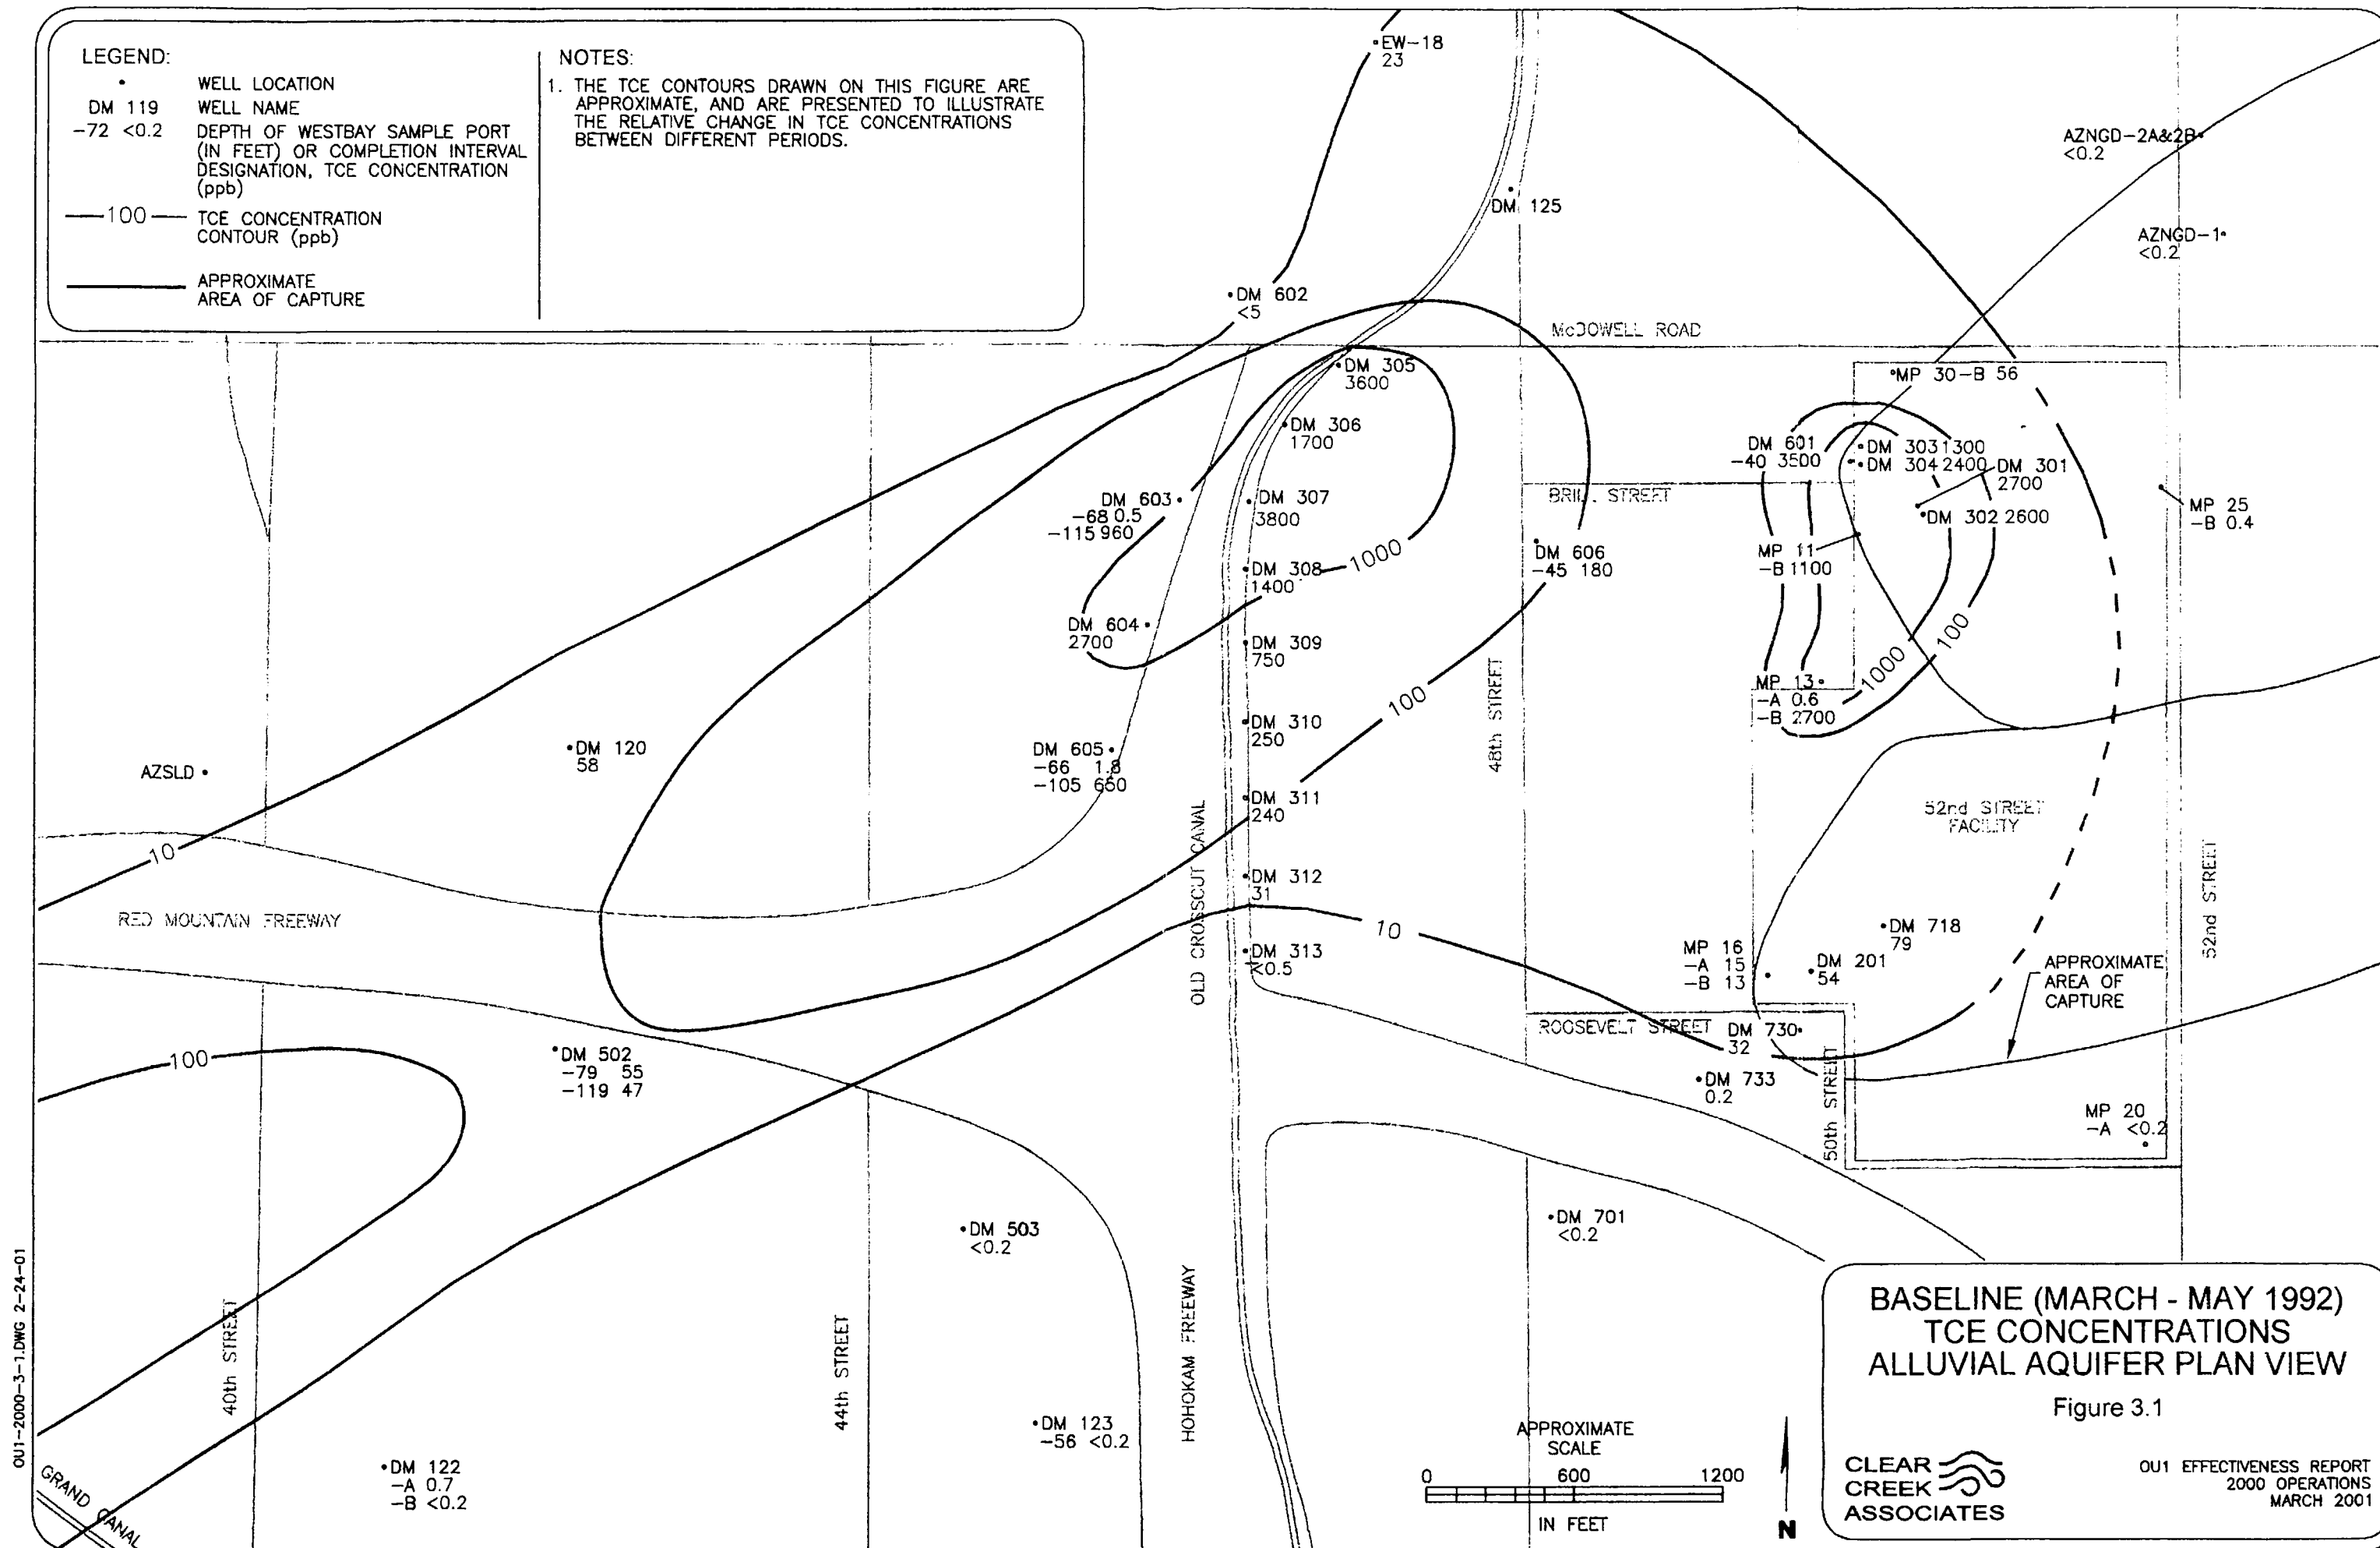 LEGEND:
WELL LOCATION
DM 119 WELL NAME
-72 <0.2 DEPTH OF WESTBAY SAMPLE PORT
(IN FEET) OR COMPLETION INTERVAL
DESIGNATION, TCE CONCENTRATION
(ppb)
100 TCE CONCENTRATION
CONTOUR (ppb)
APPROXIMATE
AREA OF CAPTURE
NOTES:
1. THE TCE CONTOURS DRAWN ON THIS FIGURE ARE
APPROXIMATE, AND ARE PRESENTED TO ILLUSTRATE
THE RELATIVE CHANGE IN TCE CONCENTRATIONS
BETWEEN DIFFERENT PERIODS.
EW-18
23
AZNGD-2A&2B
<0.2
DM 125
AZNGD-1
<0.2
DM 602
<5
McDOWELL ROAD
DM 305
3600
MP 30-B 56
DM 306
1700
DM 601
-40 3500
DM 303 1300
DM 304 2400
DM 301
2700
DM 603
-68 0.5
-115 960
DM 307
3800
BRILL STREET
MP 25
-B 0.4
DM 302 2600
DM 606
-45 180
MP 11
-B 1100
DM 308
1400
1000
DM 604
2700
DM 309
750
100
1000
MP 13
-A 0.6
-B 2700
48th STREET
100
DM 310
250
DM 120
58
DM 605
-66 1.8
-105 650
AZSLD
DM 311
240
52nd STREET
FACILITY
10
OLD CROSSCUT CANAL
DM 312
31
52nd STREET
RED MOUNTAIN FREEWAY
10
DM 718
79
DM 313
<0.5
MP 16
-A 15
-B 13
DM 201
54
APPROXIMATE
AREA OF
CAPTURE
ROOSEVELT STREET
DM 730
32
100
DM 502
-79 55
-119 47
DM 733
0.2
50th STREET
MP 20
-A <0.2
DM 503
<0.2
DM 701
<0.2
40th STREET
44th STREET
HOHOKAM FREEWAY
DM 123
-56 <0.2
DM 122
-A 0.7
-B <0.2
GRAND CANAL
OU1-2000-3-1.DWG 2-24-01
APPROXIMATE
SCALE
0 600 1200
IN FEET
N
BASELINE (MARCH - MAY 1992)
TCE CONCENTRATIONS
ALLUVIAL AQUIFER PLAN VIEW
Figure 3.1
CLEAR
CREEK
ASSOCIATES
OU1 EFFECTIVENESS REPORT
2000 OPERATIONS
MARCH 2001